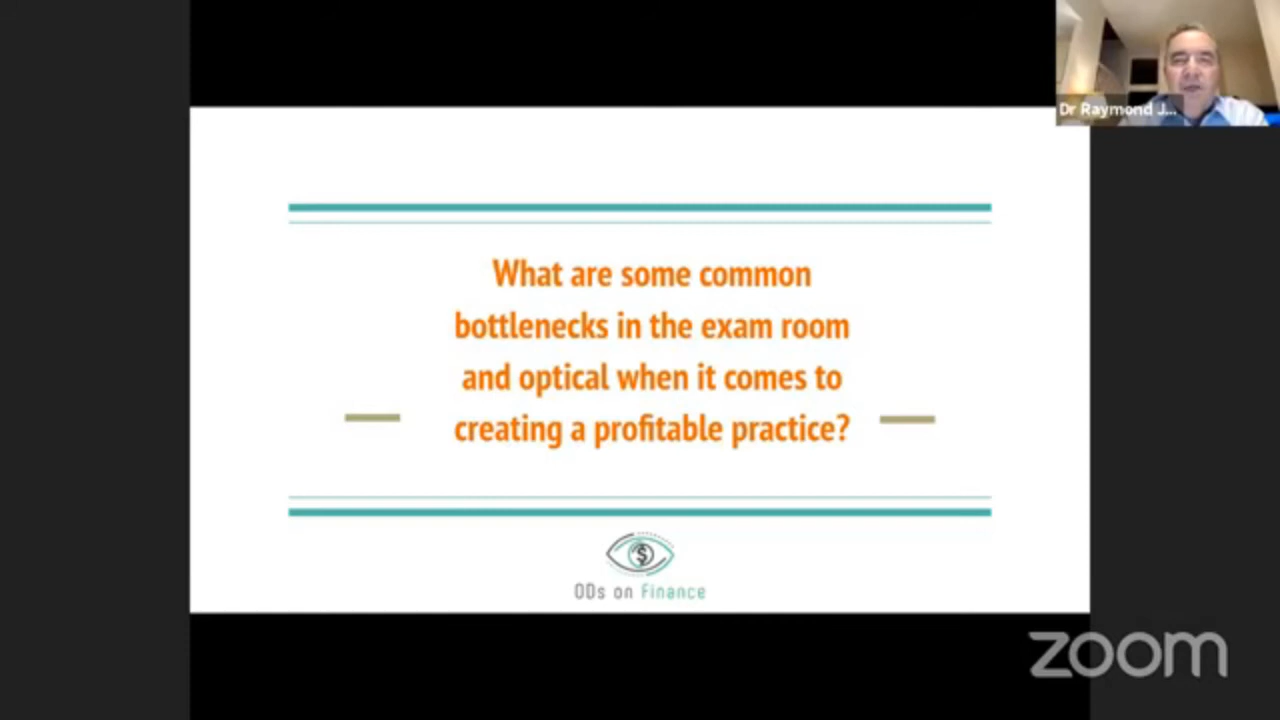 Dr Raymond J...
What are some common
bottlenecks in the exam room
and optical when it comes to
creating a profitable practice?
$
ODs on Finance
zoom